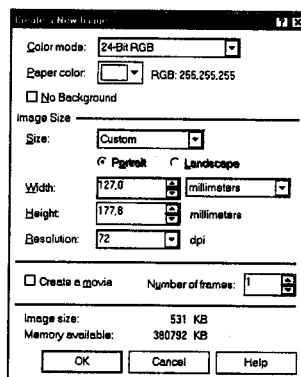 Create a New Image
Color mode: 24-Bit RGB
Paper color: RGB: 255,255,255
No Background
Image Size
Size: Custom
Portrait Landscape
Width: 127,0 millimeters
Height: 177,8 millimeters
Resolution: 72 dpi
Create a movie Number of frames: 1
Image size: 531 KB
Memory available: 380792 KB
OK Cancel Help